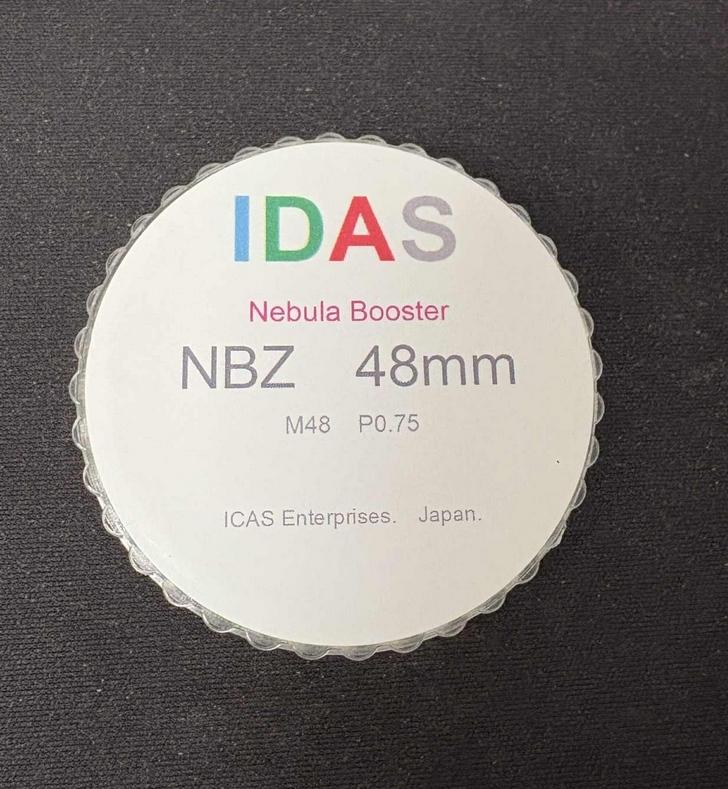 IDAS
Nebula Booster
NBZ 48mm
M48 P0.75
ICAS Enterprises. Japan.